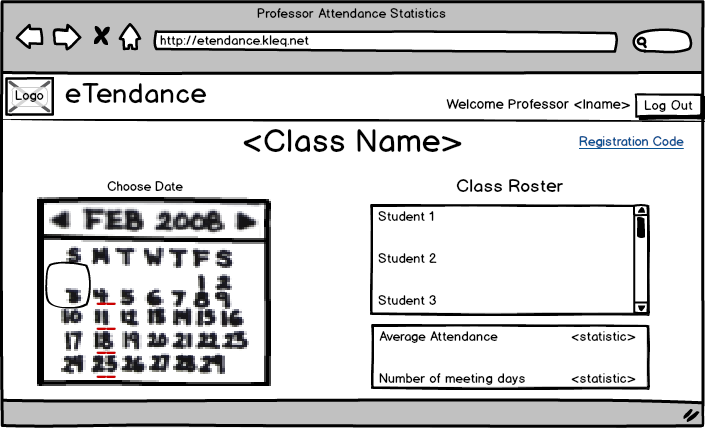 Professor Attendance Statistics
http://etendance.kleq.net
Logo
eTendance
Welcome Professor <lname>
Log Out
<Class Name>
Registration Code
Choose Date
FEB 2008
S M T W T F S
1 2
3 4 5 6 7 8 9
10 11 12 13 14 15 16
17 18 19 20 21 22 23
24 25 26 27 28 29
Class Roster
Student 1
Student 2
Student 3
Average Attendance <statistic>
Number of meeting days <statistic>